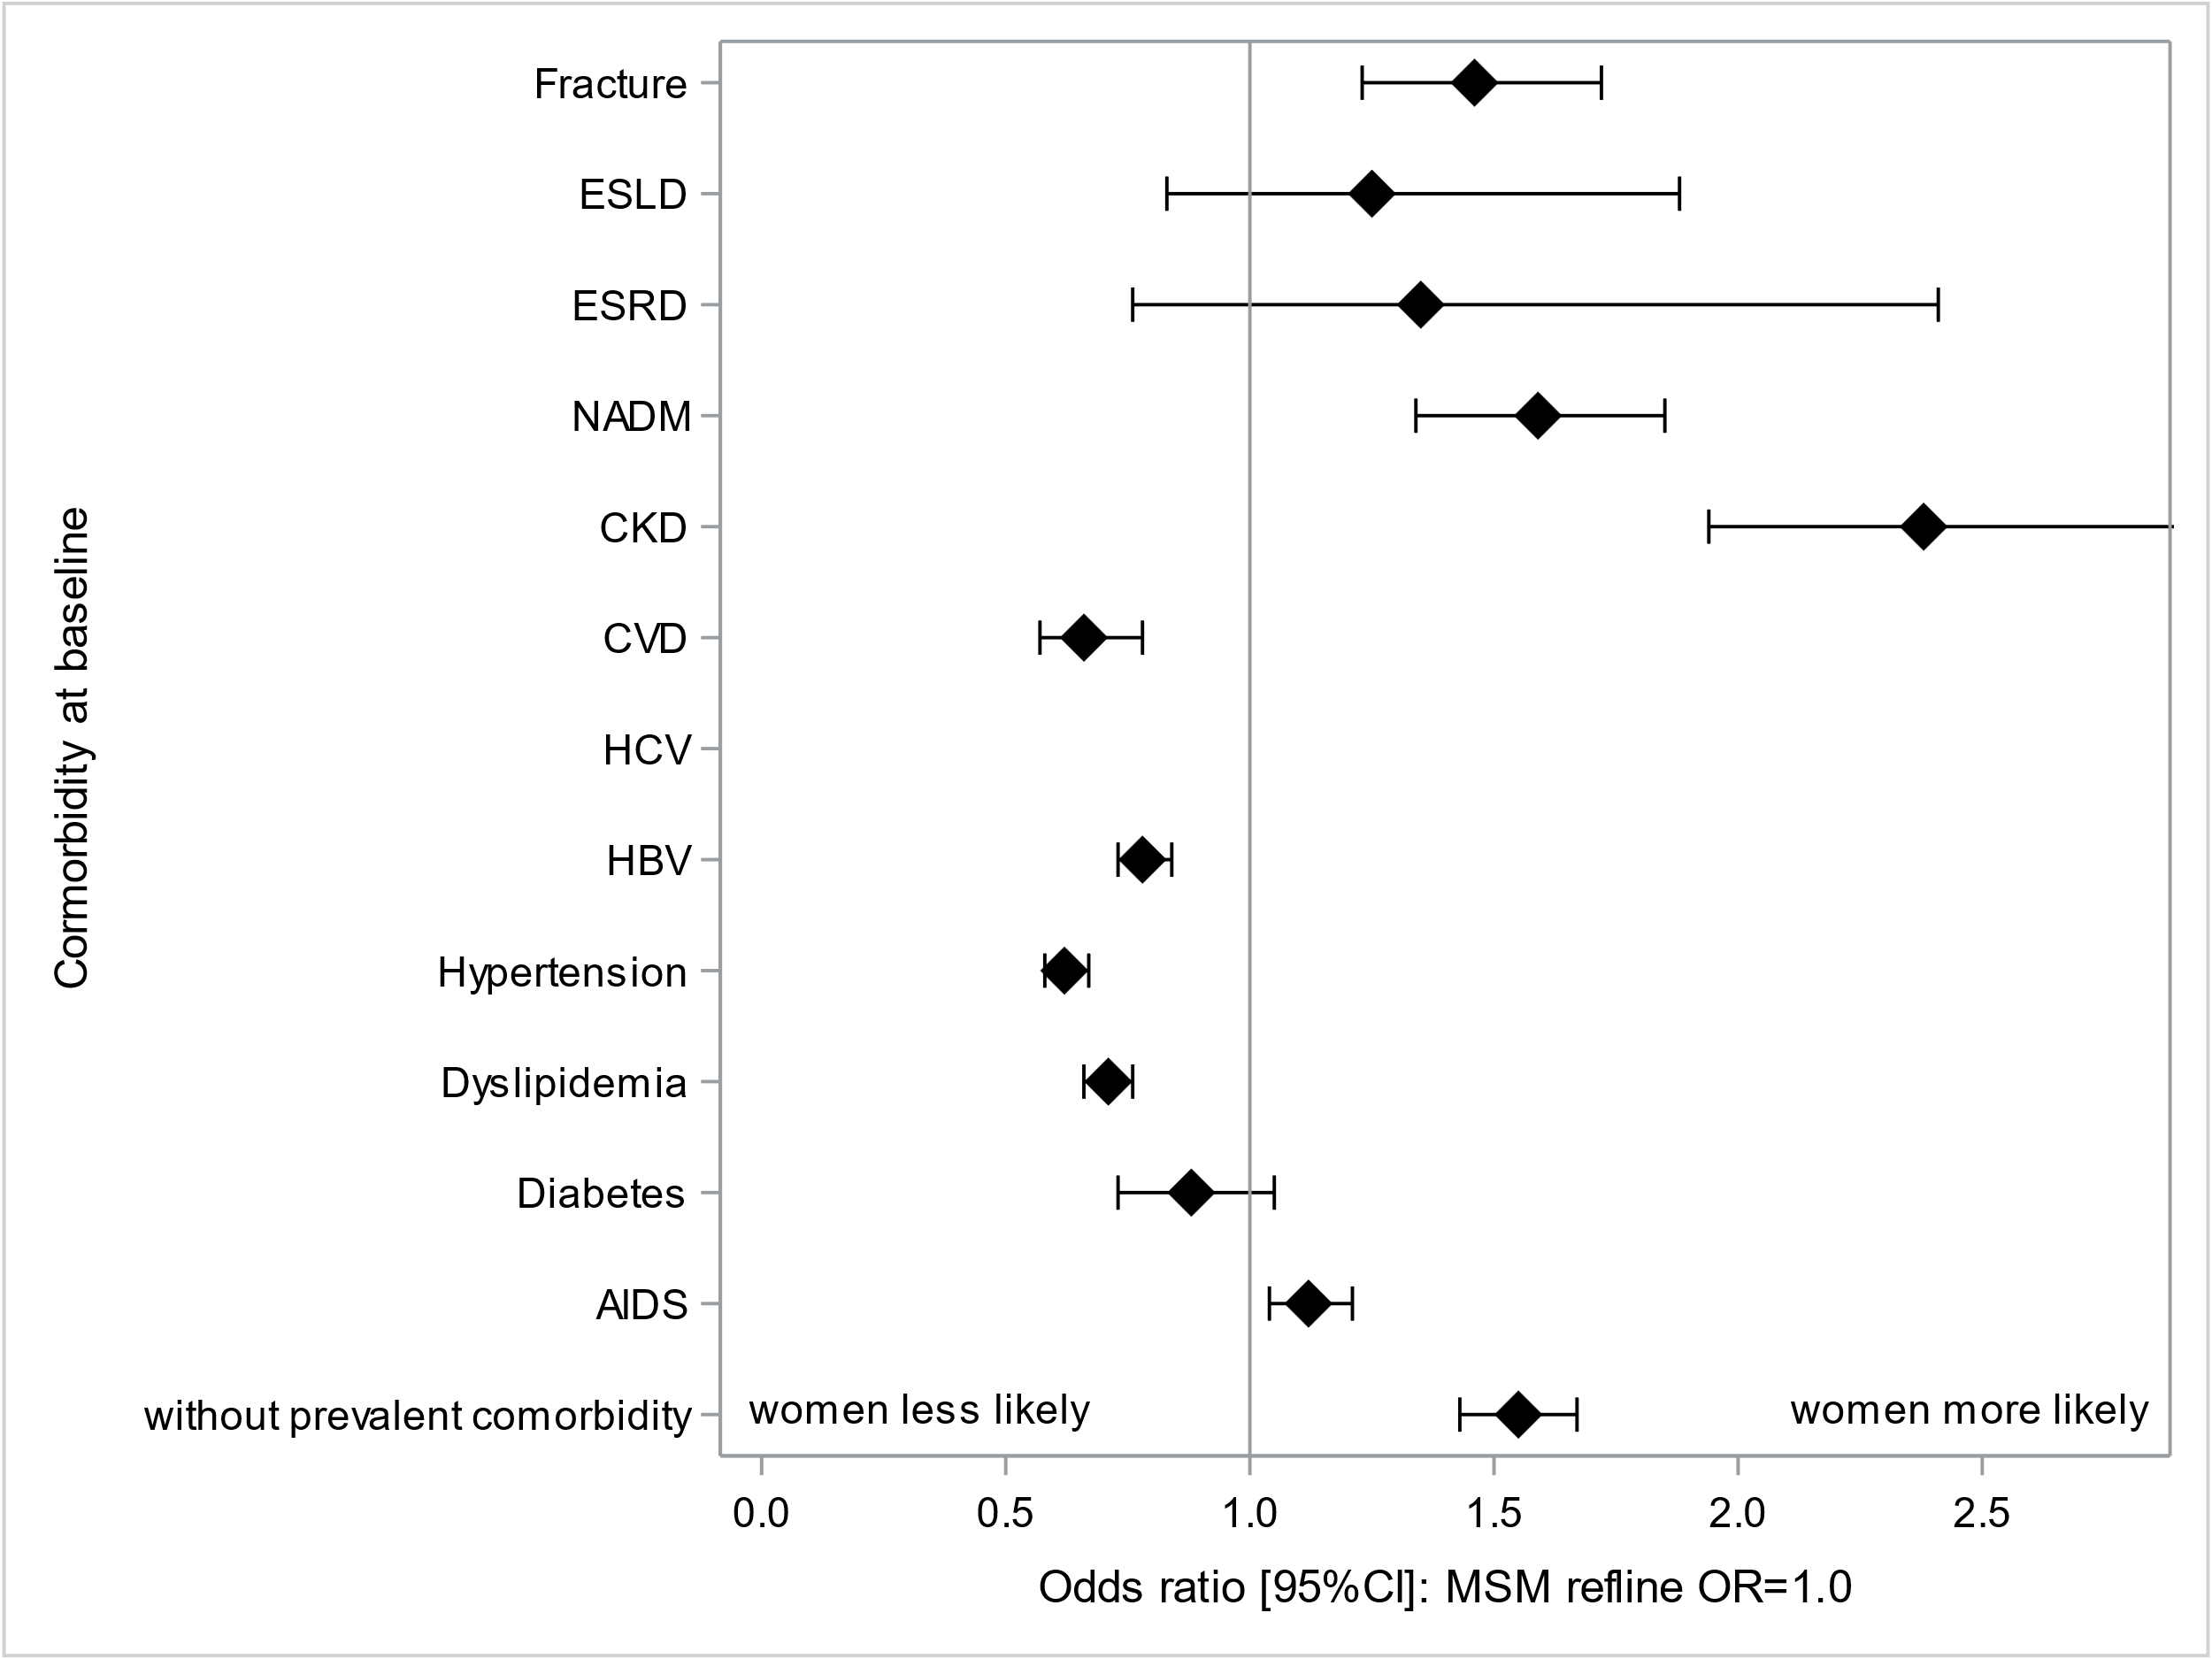 Cormorbidity at baseline
Fracture
ESLD
ESRD
NADM
CKD
CVD
HCV
HBV
Hypertension
Dyslipidemia
Diabetes
AIDS
without prevalent comorbidity
women less likely
women more likely
0.0 0.5 1.0 1.5 2.0 2.5
Odds ratio [95%CI]: MSM refline OR=1.0